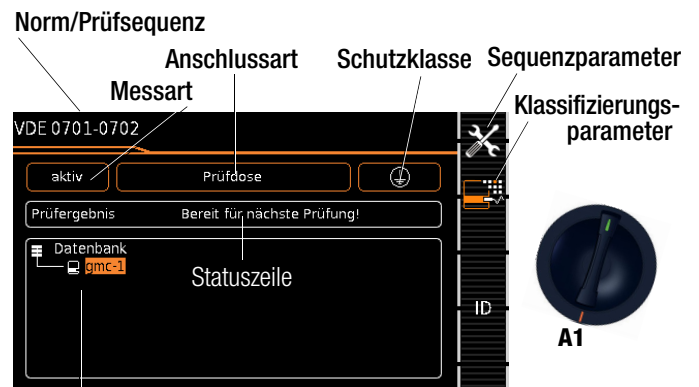 Norm/Prüfsequenz
Anschlussart
Schutzklasse
Sequenzparameter
Messart
Klassifizierungs-
parameter
VDE 0701-0702
aktiv
Prüfdose
Prüfergebnis
Bereit für nächste Prüfung!
Datenbank
gmc-1
Statuszeile
ID
A1